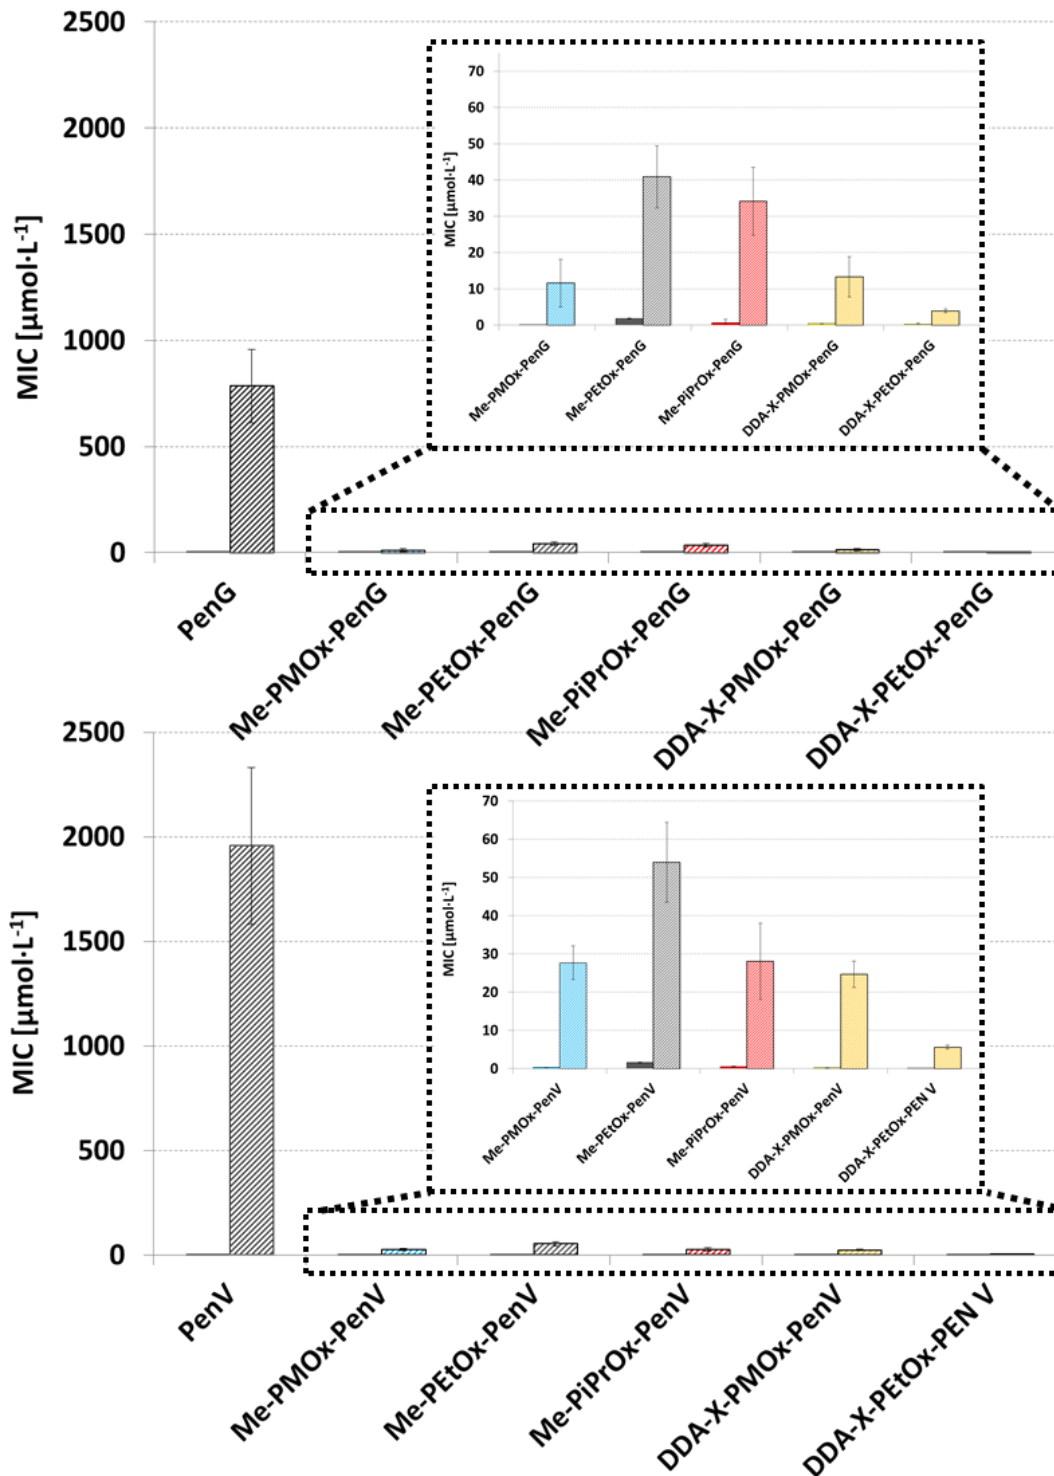 2500
2000
1500
1000
500
0
MIC [µmol·L⁻¹]
70
60
50
40
30
20
10
0
MIC [µmol·L⁻¹]
Me-PMOx-PenG
Me-PEtOx-PenG
Me-PiPrOx-PenG
DDA-X-PMOx-PenG
DDA-X-PEtOx-PenG
PenG
Me-PMOx-PenG
Me-PEtOx-PenG
Me-PiPrOx-PenG
DDA-X-PMOx-PenG
DDA-X-PEtOx-PenG
2500
2000
1500
1000
500
0
MIC [µmol·L⁻¹]
70
60
50
40
30
20
10
0
MIC [µmol·L⁻¹]
Me-PMOx-PenV
Me-PEtOx-PenV
Me-PiPrOx-PenV
DDA-X-PMOx-PenV
DDA-X-PEtOx-PEN V
PenV
Me-PMOx-PenV
Me-PEtOx-PenV
Me-PiPrOx-PenV
DDA-X-PMOx-PenV
DDA-X-PEtOx-PEN V